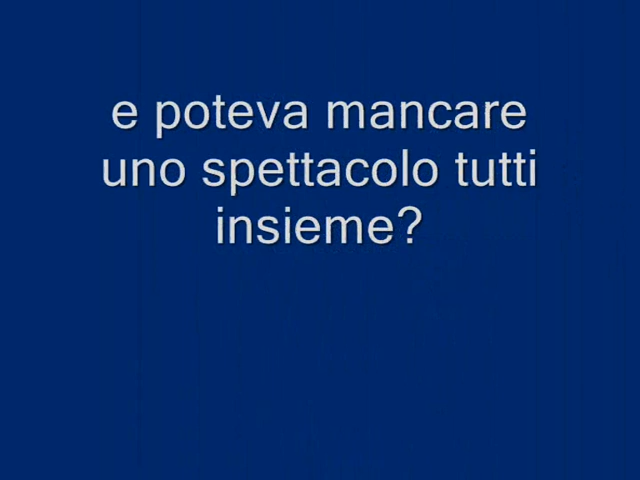 e poteva mancare
uno spettacolo tutti
insieme?